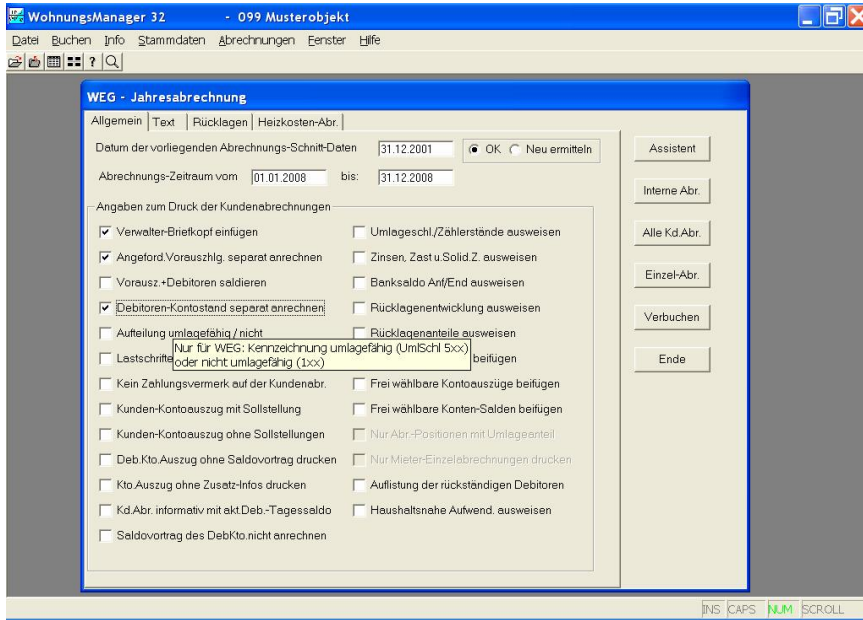 WohnungsManager 32 - 099 Musterobjekt
Datei Buchen Info Stammdaten Abrechnungen Fenster Hilfe
WEG - Jahresabrechnung
Allgemein Text Rücklagen Heizkosten-Abr.
Datum der vorliegenden Abrechnungs-Schnitt-Daten 31.12.2001 OK Neu ermitteln
Abrechnungs-Zeitraum vom 01.01.2008 bis: 31.12.2008
Angaben zum Druck der Kundenabrechnungen
Verwalter-Briefkopf einfügen
Angeford.Vorauszhlg. separat anrechnen
Vorausz.+Debitoren saldieren
Debitoren-Kontostand separat anrechnen
Aufteilung umlagefähig / nicht
Nur für WEG: Kennzeichnung umlagefähig (UmlSchl 5xx)
oder nicht umlagefähig (1xx)
Lastschrifte
Kein Zahlungsvermerk auf der Kundenabr.
Kunden-Kontoauszug mit Sollstellung
Kunden-Kontoauszug ohne Sollstellungen
Deb.Kto.Auszug ohne Saldovortrag drucken
Kto.Auszug ohne Zusatz-Infos drucken
Kd.Abr. informativ mit akt.Deb.-Tagessaldo
Saldovortrag des DebKto.nicht anrechnen
Umlageschl./Zählerstände ausweisen
Zinsen, Zast u.Solid.Z. ausweisen
Banksaldo Anf/End ausweisen
Rücklagenentwicklung ausweisen
Rücklagenanteile ausweisen
beifügen
Frei wählbare Kontoauszüge beifügen
Frei wählbare Konten-Salden beifügen
Nur Abr.-Positionen mit Umlageanteil
Nur Mieter-Einzelabrechnungen drucken
Auflistung der rückständigen Debitoren
Haushaltsnahe Aufwend. ausweisen
Assistent
Interne Abr.
Alle Kd.Abr.
Einzel-Abr.
Verbuchen
Ende
INS CAPS NUM SCROLL